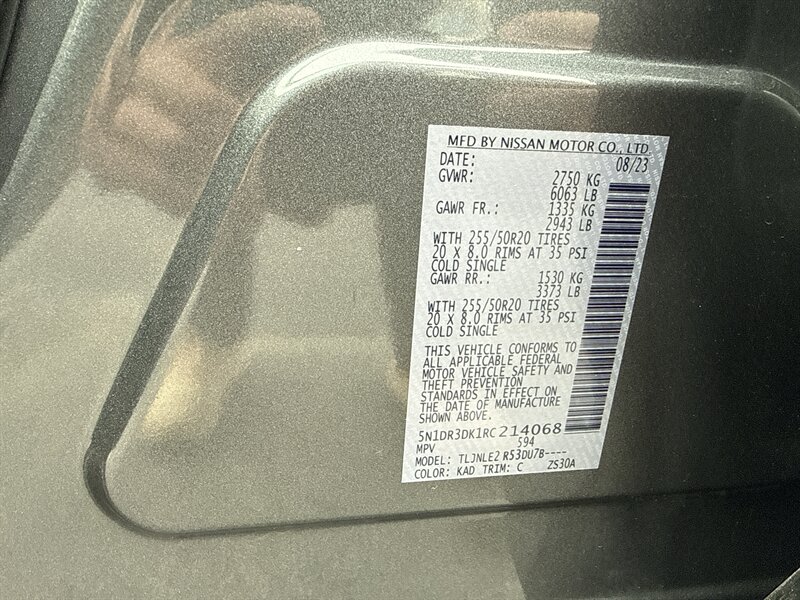 MFD BY NISSAN MOTOR CO., LTD.
DATE: 08/23
GVWR: 2750 KG
6063 LB
GAWR FR.: 1335 KG
2943 LB
WITH 255/50R20 TIRES
20 X 8.0 RIMS AT 35 PSI
COLD SINGLE
GAWR RR.: 1530 KG
3373 LB
WITH 255/50R20 TIRES
20 X 8.0 RIMS AT 35 PSI
COLD SINGLE
THIS VEHICLE CONFORMS TO
ALL APPLICABLE FEDERAL
MOTOR VEHICLE SAFETY AND
THEFT PREVENTION
STANDARDS IN EFFECT ON
THE DATE OF MANUFACTURE
SHOWN ABOVE.
5N1DR3DK1RC214068
MPV 594
MODEL: TLJNLE2 R53DU7B----
COLOR: KAD TRIM: C ZS30A